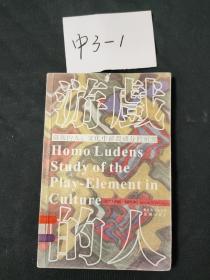 中3-1
游戲
Homo Ludens
Study of the
Play-Element in
Culture
的人